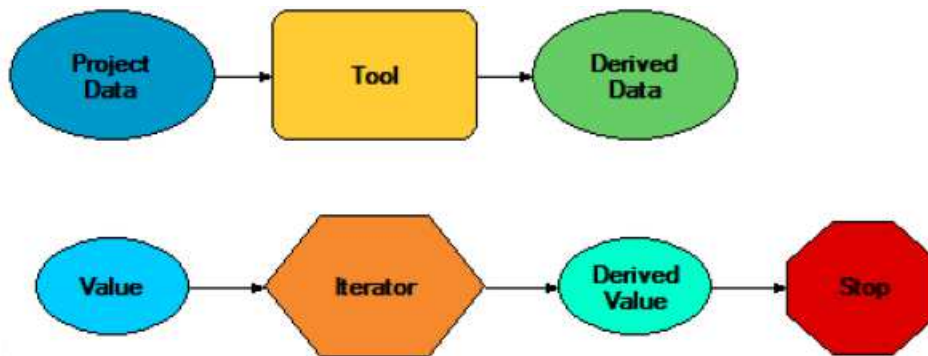 Project
Data
Tool
Derived
Data
Value
Iterator
Derived
Value
Stop